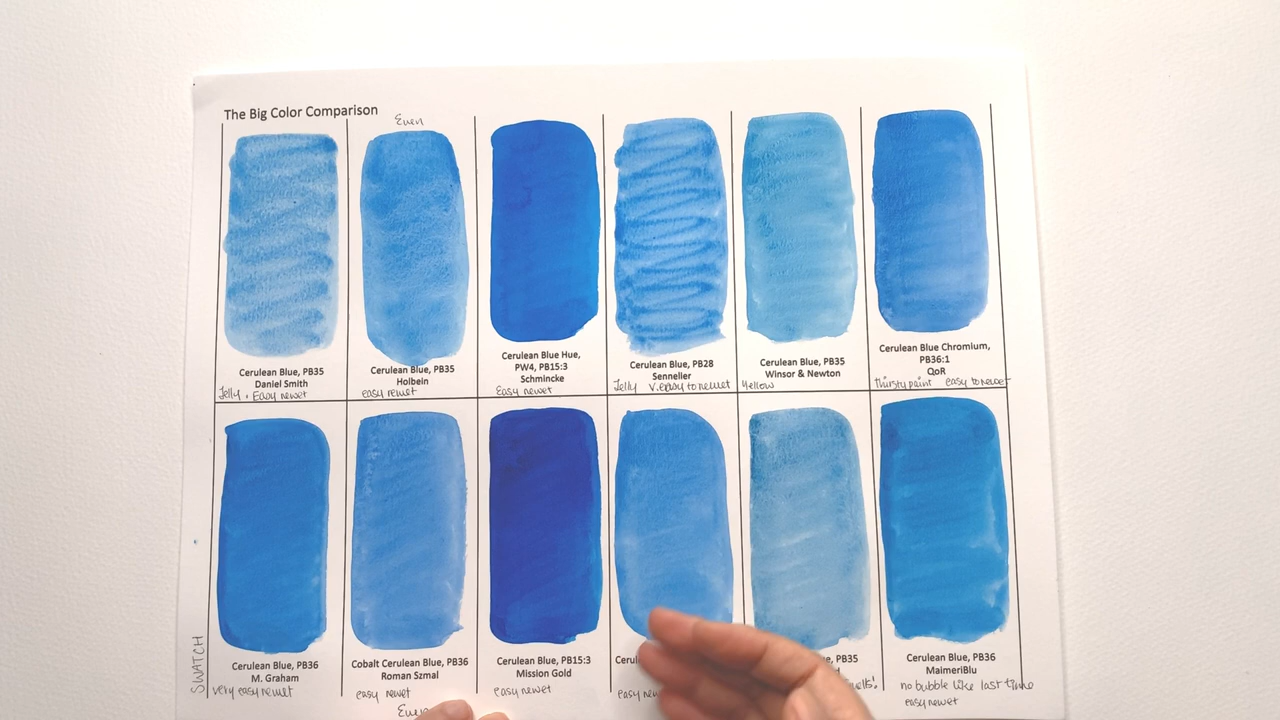 The Big Color Comparison
Even
Cerulean Blue, PB35
Daniel Smith
Jelly. Easy rewet
Cerulean Blue, PB35
Holbein
easy rewet
Cerulean Blue Hue,
PW4, PB15:3
Schmincke
Easy rewet
Cerulean Blue, PB28
Sennelier
Jelly v.easy to rewet
Cerulean Blue, PB35
Winsor & Newton
Yellow
Cerulean Blue Chromium,
PB36:1
QoR
thirsty paint easy to rewet
SWATCH
Cerulean Blue, PB36
M. Graham
very easy rewet
Cobalt Cerulean Blue, PB36
Roman Szmal
easy rewet
Even
Cerulean Blue, PB15:3
Mission Gold
easy rewet
easy
PB35
Cerulean Blue, PB36
MaimeriBlu
no bubble like last time
easy rewet